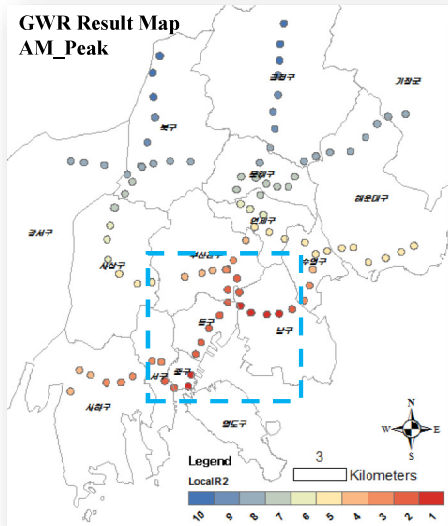 GWR Result Map
AM_Peak
금정구
기장군
북구
동래구
해운대구
강서구
연제구
부산진구
수영구
사상구
동구
남구
서구
중구
사하구
영도구
N
W
E
S
3
Kilometers
Legend
LocalR2
10 9 8 7 6 5 4 3 2 1